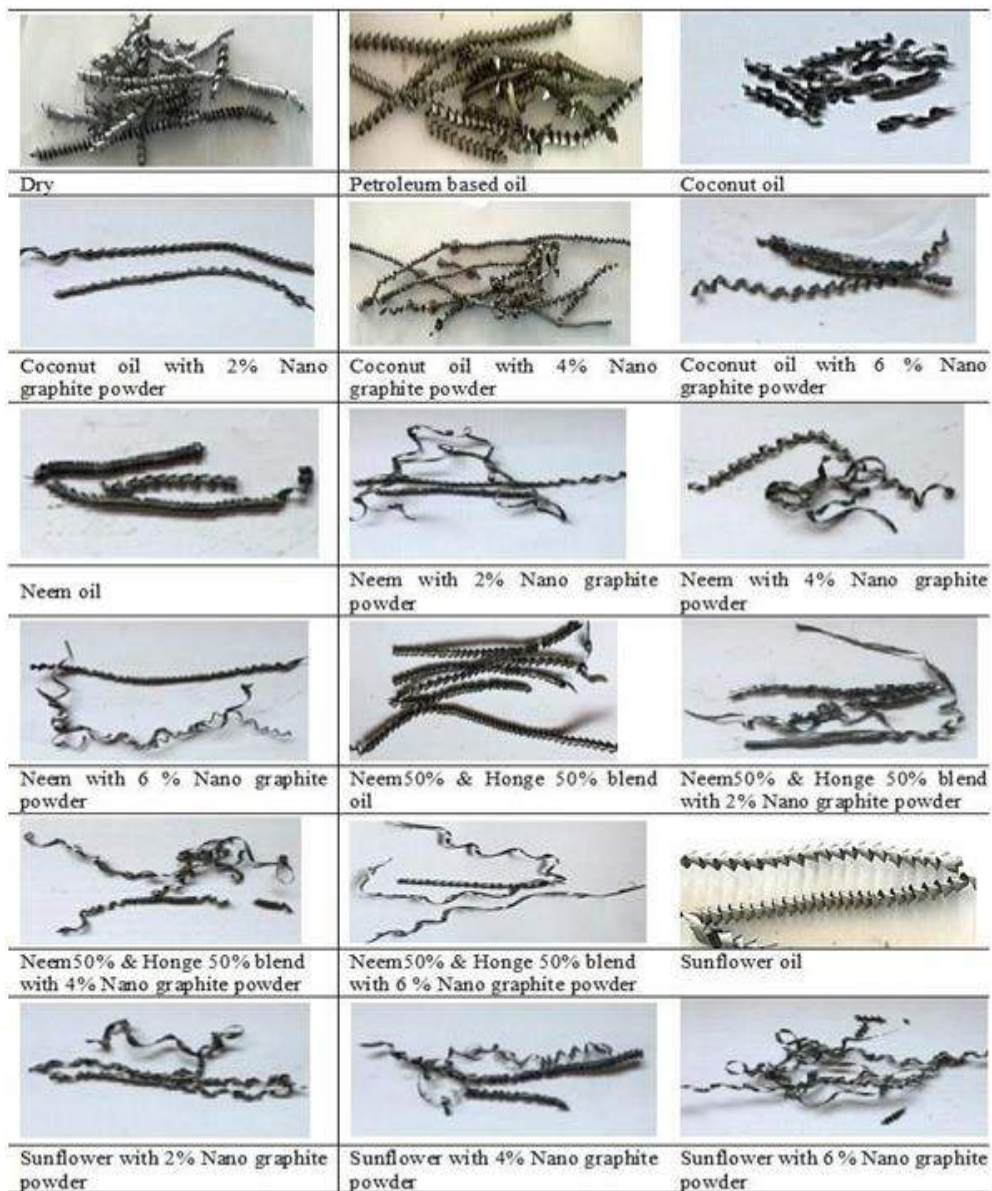 Dry
Petroleum based oil
Coconut oil
Coconut oil with 2% Nano
graphite powder
Coconut oil with 4% Nano
graphite powder
Coconut oil with 6 % Nano
graphite powder
Neem oil
Neem with 2% Nano graphite
powder
Neem with 4% Nano graphite
powder
Neem with 6 % Nano graphite
powder
Neem50% & Honge 50% blend
oil
Neem50% & Honge 50% blend
with 2% Nano graphite powder
Neem50% & Honge 50% blend
with 4% Nano graphite powder
Neem50% & Honge 50% blend
with 6 % Nano graphite powder
Sunflower oil
Sunflower with 2% Nano graphite
powder
Sunflower with 4% Nano graphite
powder
Sunflower with 6 % Nano graphite
powder